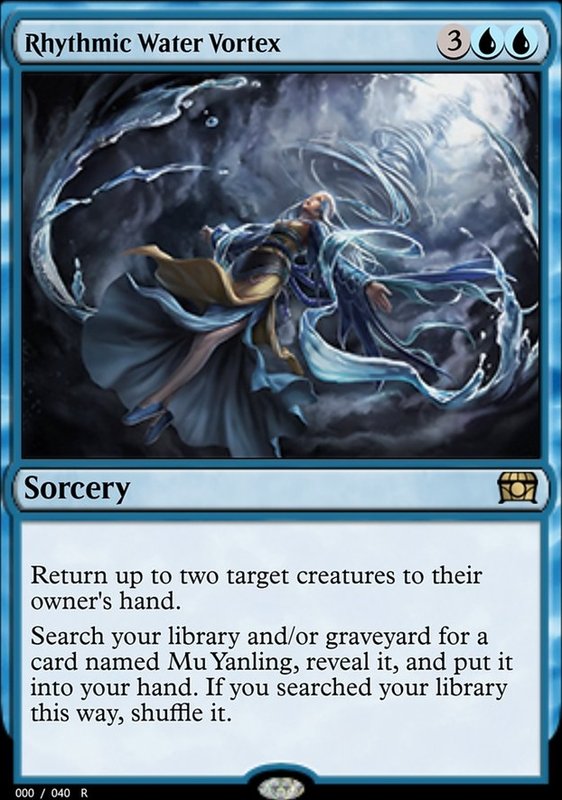 Rhythmic Water Vortex 3
Sorcery
Return up to two target creatures to their
owner's hand.
Search your library and/or graveyard for a
card named Mu Yanling, reveal it, and put it
into your hand. If you searched your library
this way, shuffle it.
000 / 040 R